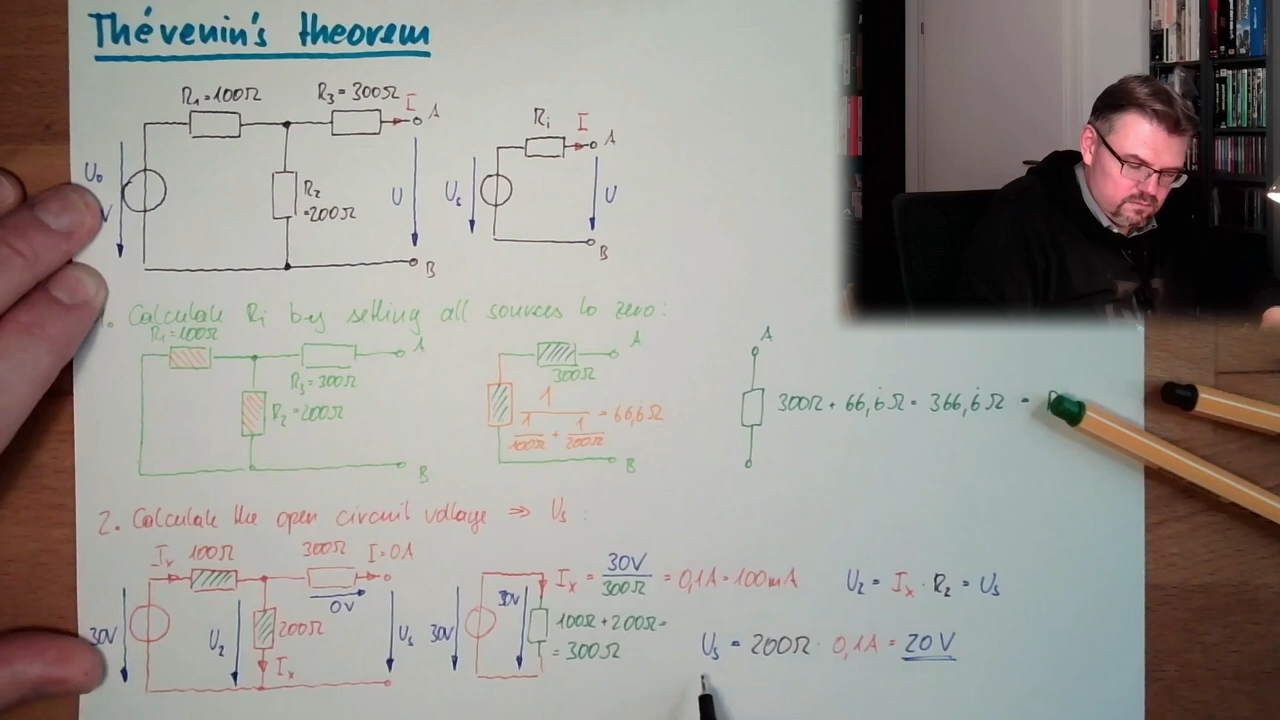 Thévenin's theorem
R₁=100Ω R₃=300Ω I A
U₀ R₂ =200Ω U B
V
Rᵢ I A
Uₛ U B
1. Calculate Rᵢ by setting all sources to zero:
R₁=100Ω A
R₃=300Ω
R₂=200Ω
B
A
300Ω
1 / (1/100Ω + 1/200Ω) = 66,6̇Ω
B
A
300Ω + 66,6̇Ω = 366,6̇Ω =
2. Calculate the open circuit voltage ⇒ Uₛ:
Iₓ 100Ω 300Ω I=0A
0V
30V U₂ 200Ω Uₛ
Iₓ
30V 30V
Iₓ = 30V/300Ω = 0,1A = 100mA
100Ω+200Ω=
=300Ω
U₂ = Iₓ · R₂ = Uₛ
Uₛ = 200Ω · 0,1A = 20V